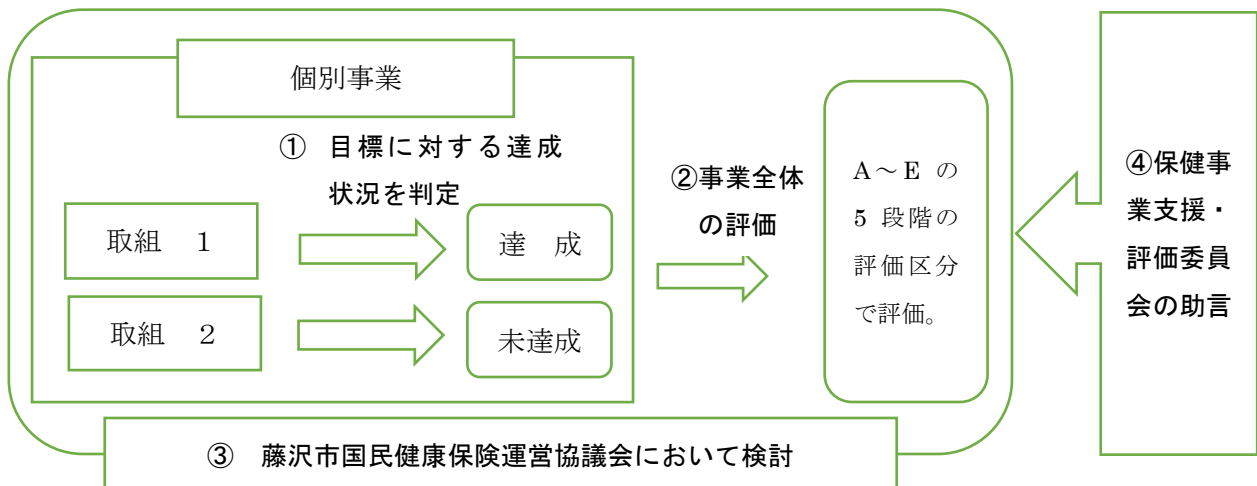 個別事業
① 目標に対する達成
状況を判定
取組 1
達 成
取組 2
未達成
②事業全体
の評価
A～E の
5 段階の
評価区分
で評価。
④保健事
業支援・
評価委員
会の助言
③ 藤沢市国民健康保険運営協議会において検討